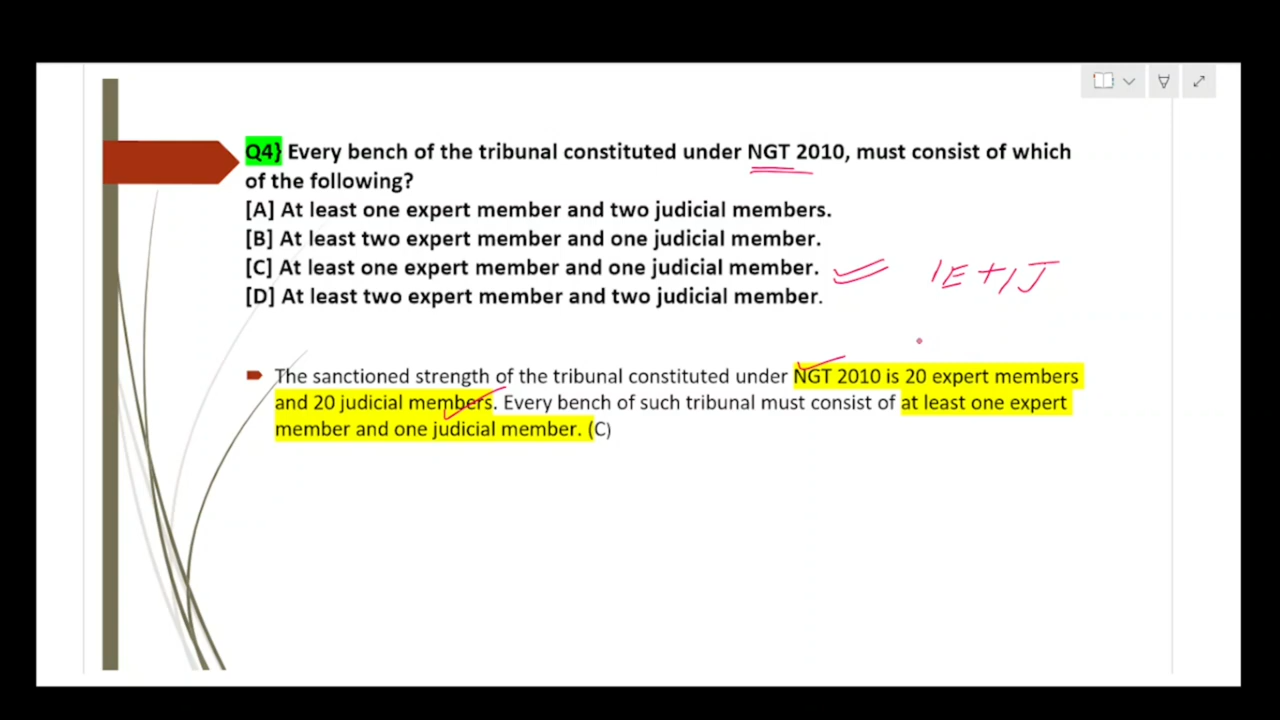 Q4} Every bench of the tribunal constituted under NGT 2010, must consist of which
of the following?
[A] At least one expert member and two judicial members.
[B] At least two expert member and one judicial member.
[C] At least one expert member and one judicial member.
1E+1J
[D] At least two expert member and two judicial member.
The sanctioned strength of the tribunal constituted under NGT 2010 is 20 expert members
and 20 judicial members. Every bench of such tribunal must consist of at least one expert
member and one judicial member. (C)